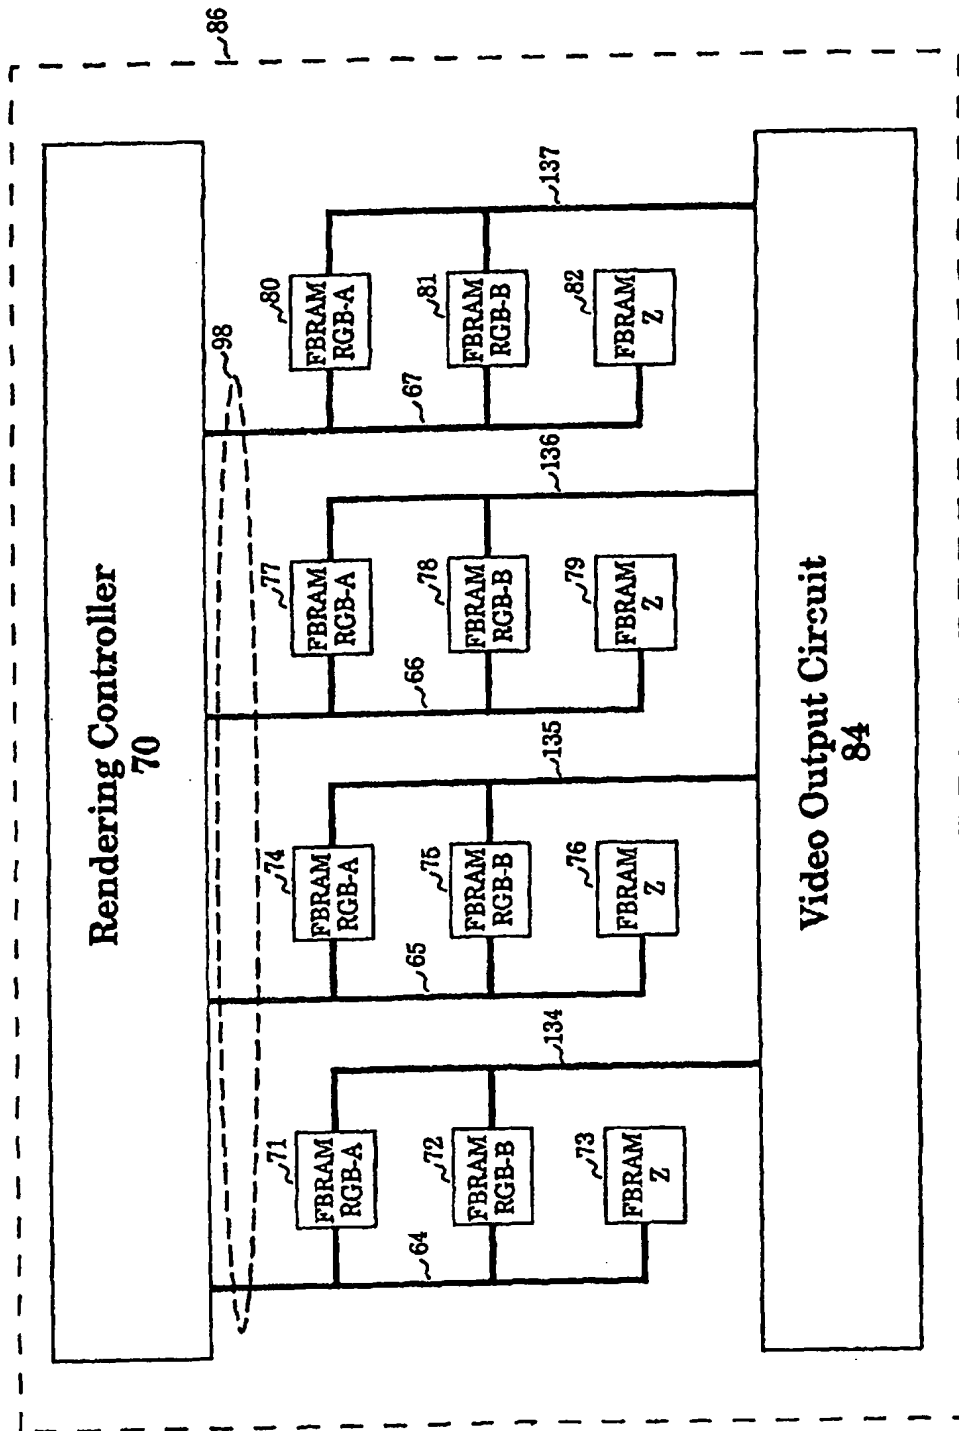 86
Rendering Controller
70
98
71
FBRAM
RGB-A
74
FBRAM
RGB-A
77
FBRAM
RGB-A
80
FBRAM
RGB-A
72
FBRAM
RGB-B
75
FBRAM
RGB-B
78
FBRAM
RGB-B
81
FBRAM
RGB-B
64
65
66
67
73
FBRAM
Z
76
FBRAM
Z
79
FBRAM
Z
82
FBRAM
Z
134
135
136
137
Video Output Circuit
84